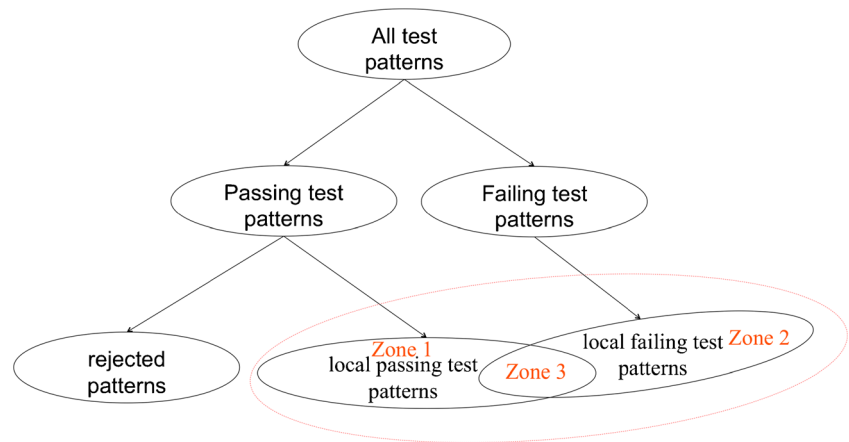 All test
patterns
Passing test
patterns
Failing test
patterns
rejected
patterns
Zone 1
local passing test
patterns
Zone 3
local failing test
patterns
Zone 2